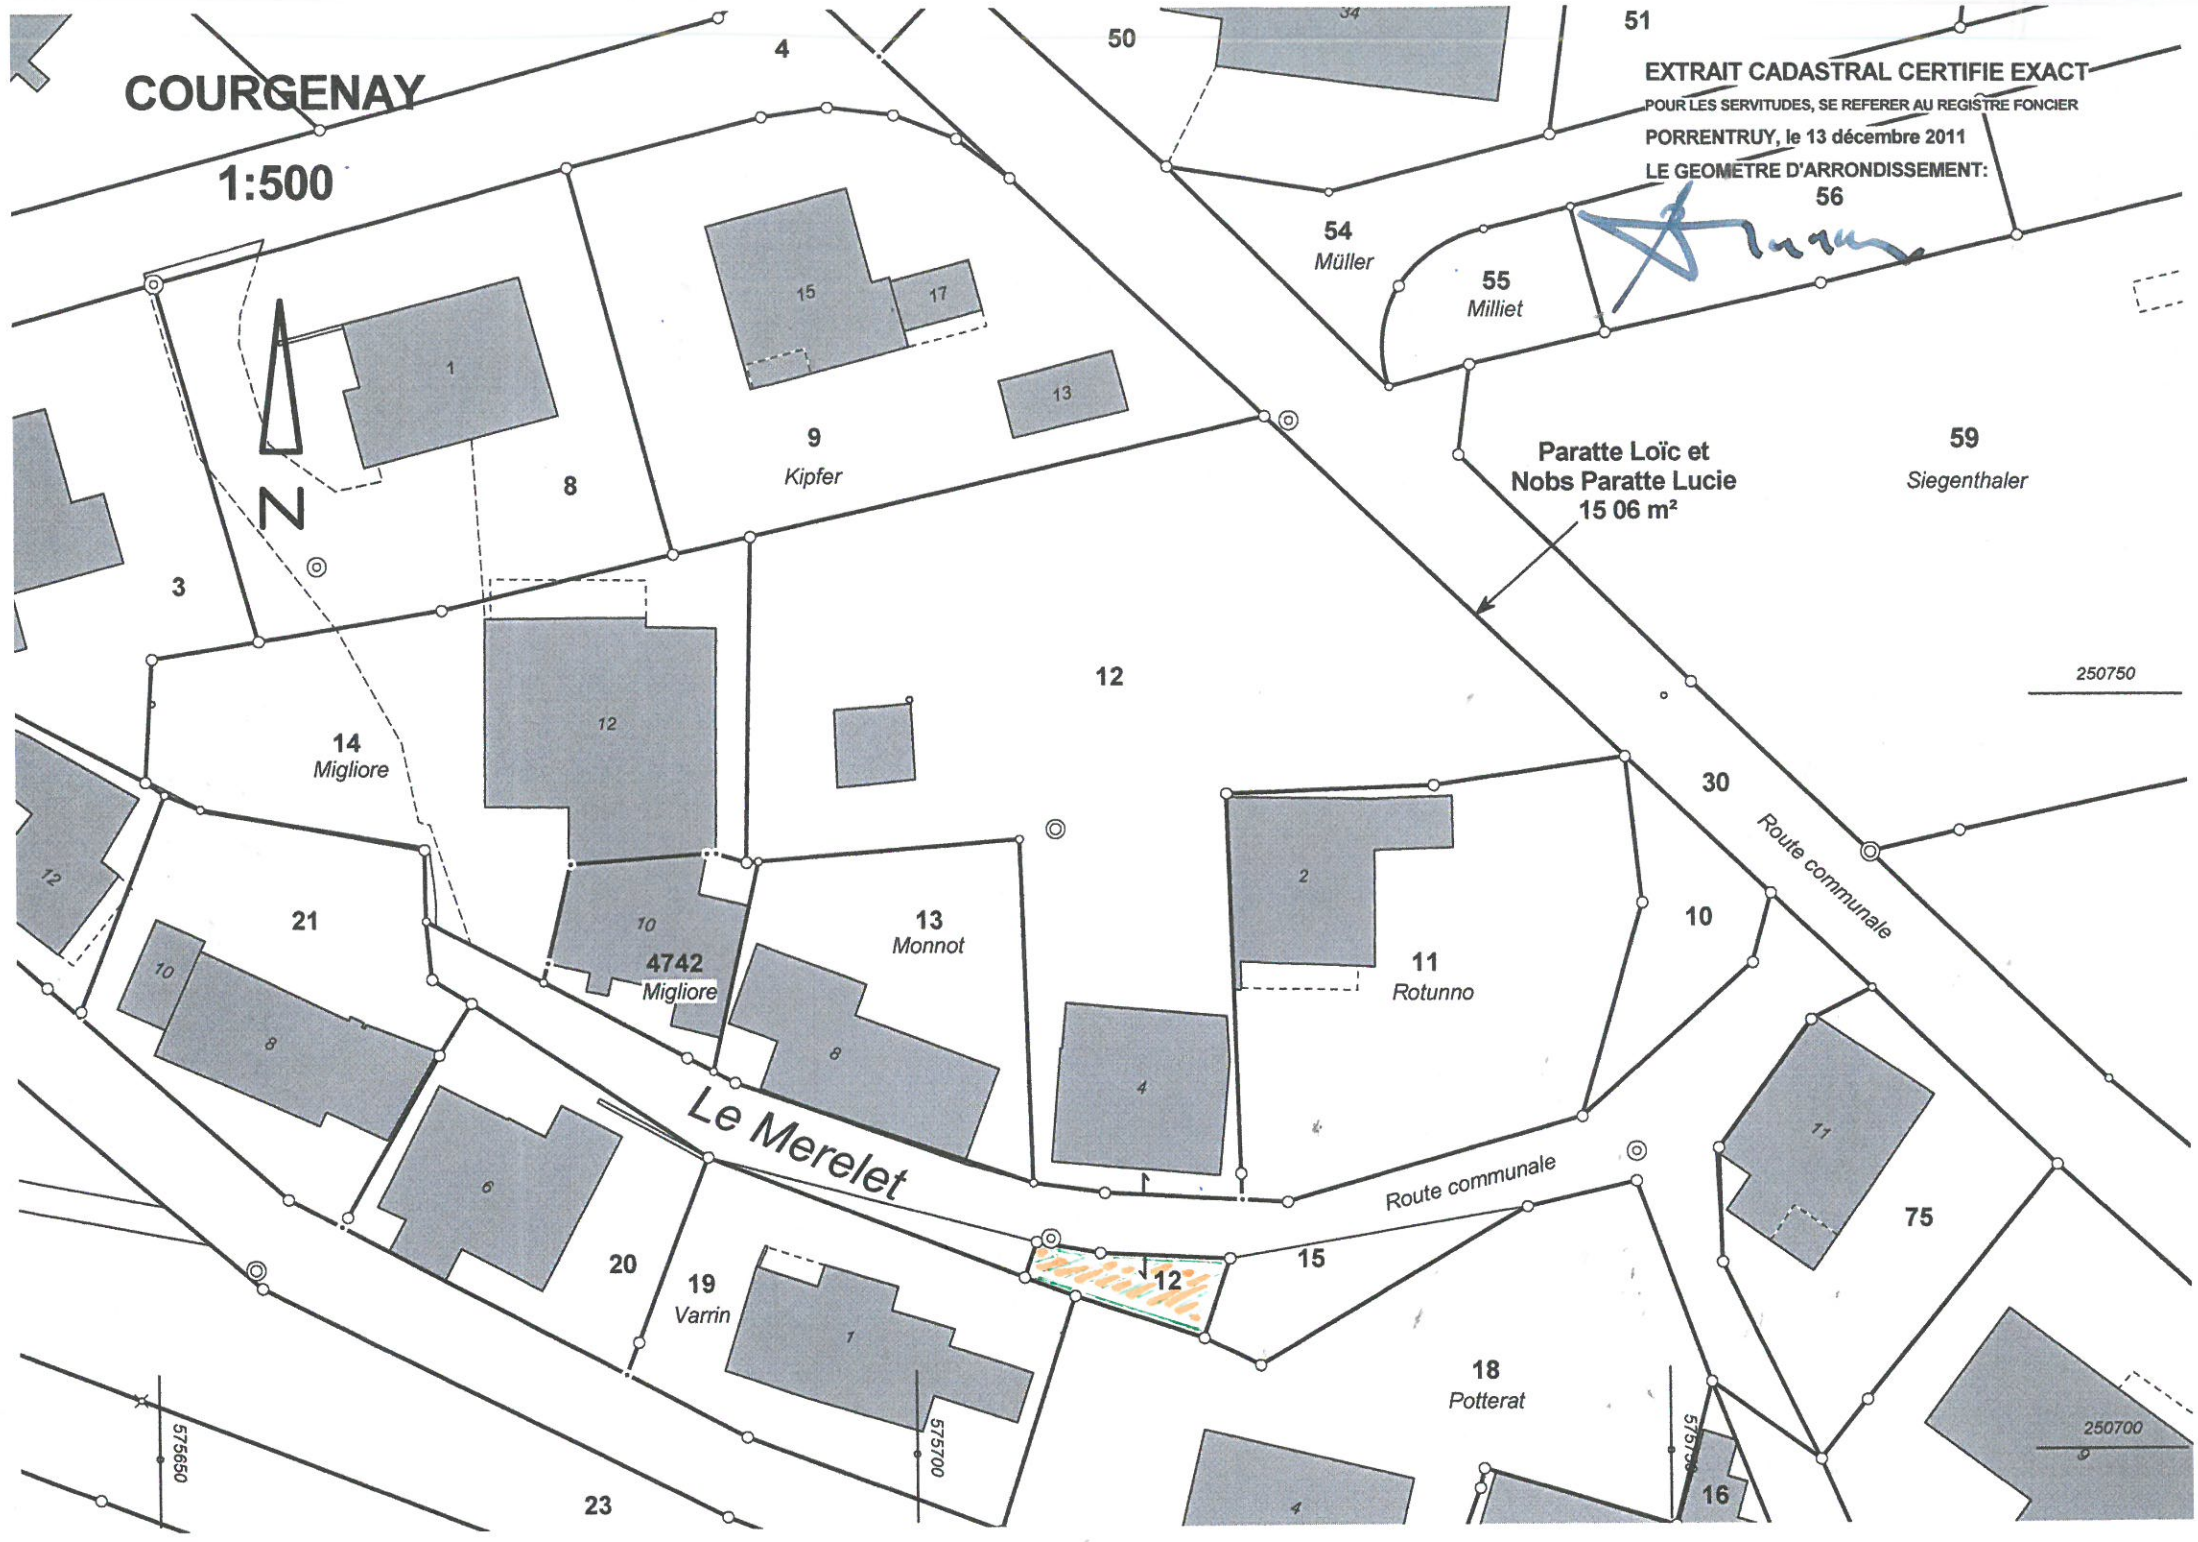 34
51
50
4
COURGENAY
EXTRAIT CADASTRAL CERTIFIE EXACT
POUR LES SERVITUDES, SE REFERER AU REGISTRE FONCIER
PORRENTRUY, le 13 décembre 2011
LE GEOMETRE D'ARRONDISSEMENT:
1:500
56
54
Müller
55
Milliet
15
17
1
13
9
Kipfer
8
N
Paratte Loïc et
Nobs Paratte Lucie
15 06 m²
59
Siegenthaler
3
12
250750
14
Migliore
12
30
Route communale
12
2
10
21
10
4742
Migliore
13
Monnot
11
Rotunno
10
8
8
4
11
Le Merelet
Route communale
6
75
20
19
Varrin
12
15
1
18
Potterat
575650
575700
575750
250700
9
23
4
16